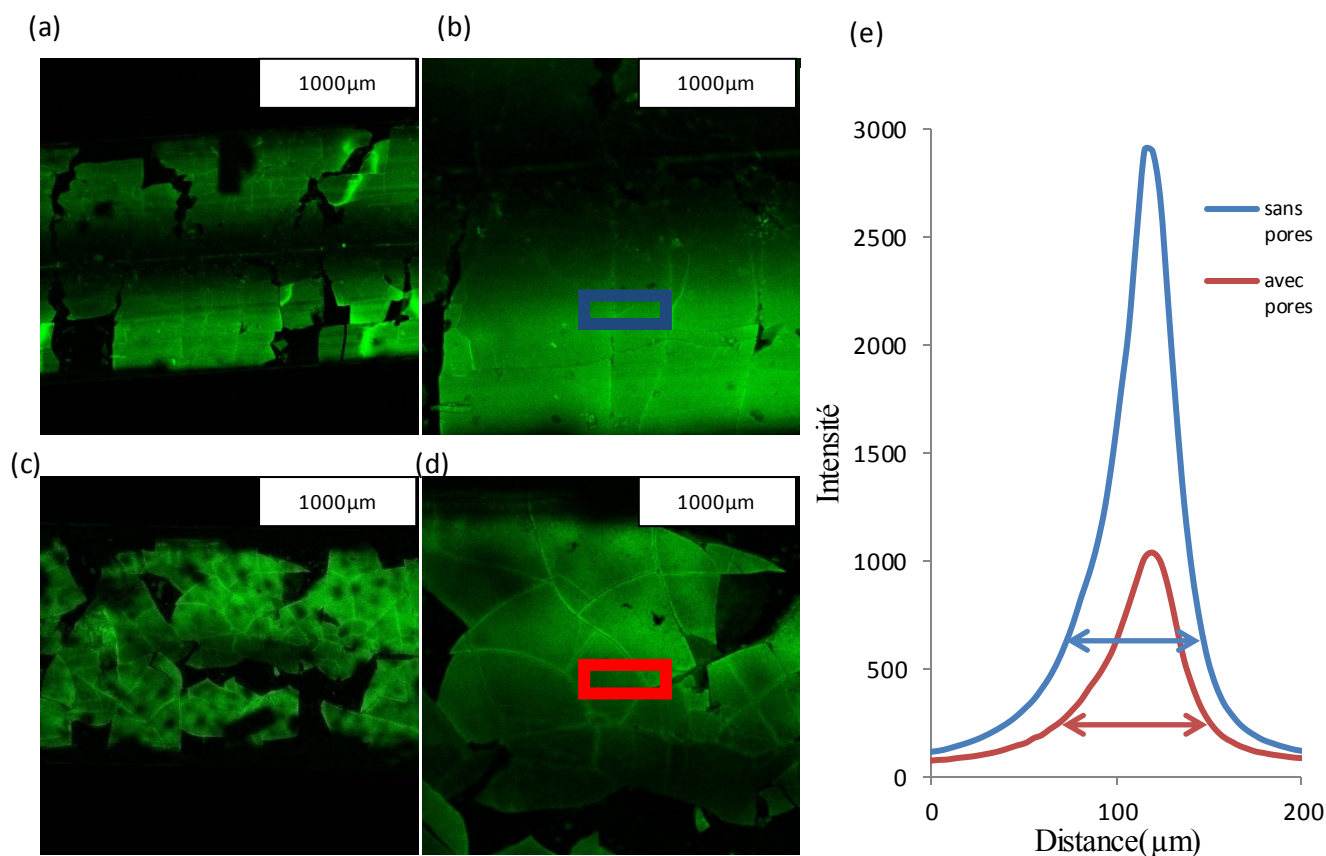 (a)
1000µm
(b)
1000µm
(c)
1000µm
(d)
1000µm
(e)
Intensité
3000
2500
2000
1500
1000
500
0
0
100
200
Distance(µm)
sans
pores
avec
pores